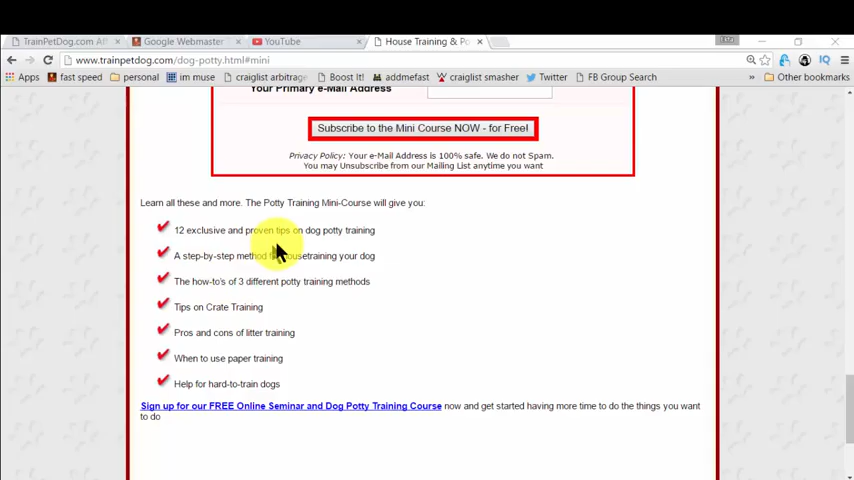 TrainPetDog.com Aff
Google Webmaster
YouTube
House Training & Po
Ekta
www.trainpetdog.com/dog-potty.html#mini
Apps fast speed personal im muse craiglist arbitrage Boost It! addmefast craiglist smasher Twitter FB Group Search » Other bookmarks
Your Primary e-Mail Address
Subscribe to the Mini Course NOW - for Free!
Privacy Policy: Your e-Mail Address is 100% safe. We do not Spam.
You may Unsubscribe from our Mailing List anytime you want
Learn all these and more. The Potty Training Mini-Course will give you:
12 exclusive and proven tips on dog potty training
A step-by-step method housetraining your dog
The how-to's of 3 different potty training methods
Tips on Crate Training
Pros and cons of litter training
When to use paper training
Help for hard-to-train dogs
Sign up for our FREE Online Seminar and Dog Potty Training Course now and get started having more time to do the things you want
to do